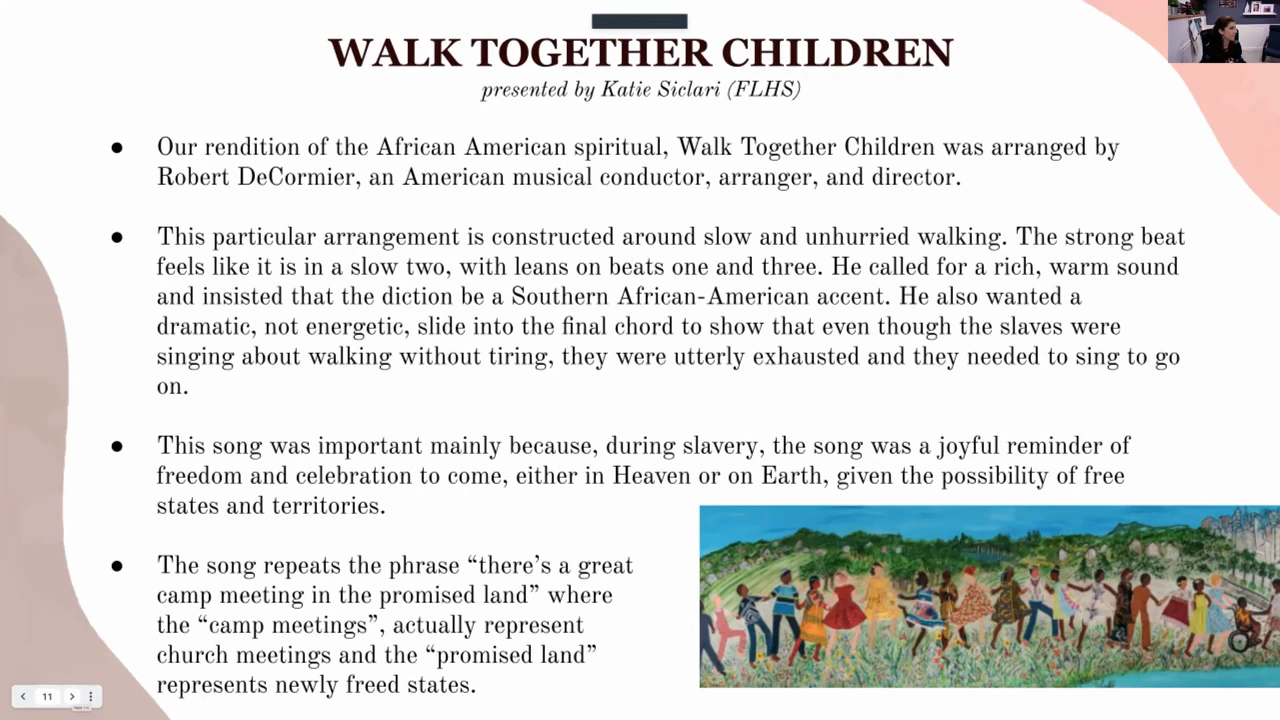 WALK TOGETHER CHILDREN
presented by Katie Siclari (FLHS)
● Our rendition of the African American spiritual, Walk Together Children was arranged by
Robert DeCormier, an American musical conductor, arranger, and director.
● This particular arrangement is constructed around slow and unhurried walking. The strong beat
feels like it is in a slow two, with leans on beats one and three. He called for a rich, warm sound
and insisted that the diction be a Southern African-American accent. He also wanted a
dramatic, not energetic, slide into the final chord to show that even though the slaves were
singing about walking without tiring, they were utterly exhausted and they needed to sing to go
on.
● This song was important mainly because, during slavery, the song was a joyful reminder of
freedom and celebration to come, either in Heaven or on Earth, given the possibility of free
states and territories.
● The song repeats the phrase “there’s a great
camp meeting in the promised land” where
the “camp meetings”, actually represent
church meetings and the “promised land”
represents newly freed states.
11